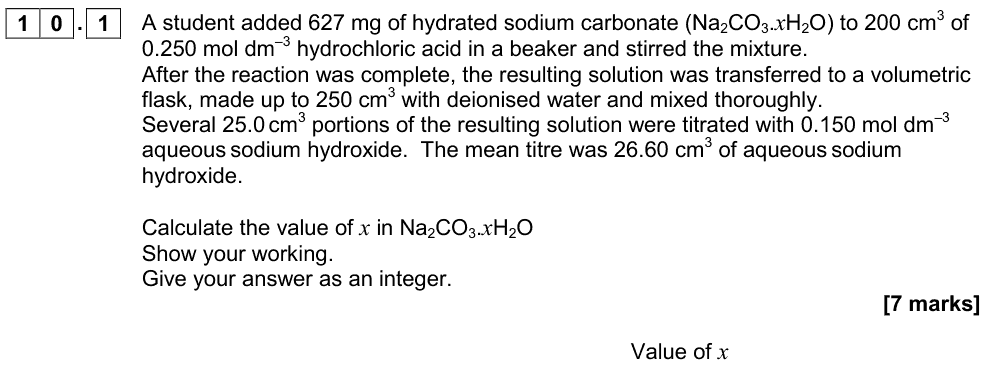 10.1 A student added 627 mg of hydrated sodium carbonate (Na₂CO₃.xH₂O) to 200 cm³ of
0.250 mol dm⁻³ hydrochloric acid in a beaker and stirred the mixture.
After the reaction was complete, the resulting solution was transferred to a volumetric
flask, made up to 250 cm³ with deionised water and mixed thoroughly.
Several 25.0 cm³ portions of the resulting solution were titrated with 0.150 mol dm⁻³
aqueous sodium hydroxide. The mean titre was 26.60 cm³ of aqueous sodium
hydroxide.
Calculate the value of x in Na₂CO₃.xH₂O
Show your working.
Give your answer as an integer.
[7 marks]
Value of x